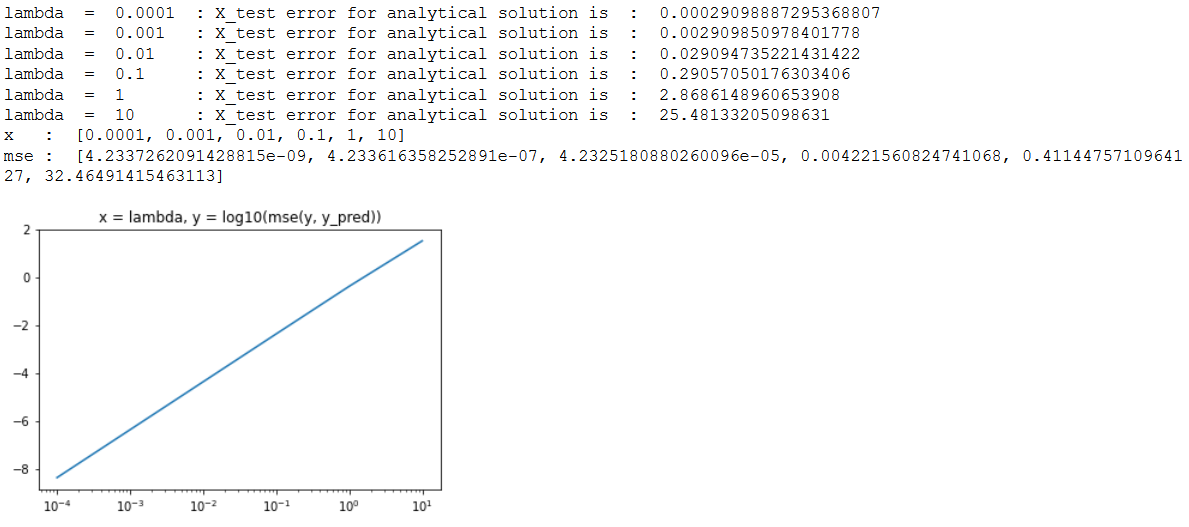 lambda  =  0.0001  : X_test error for analytical solution is  :  0.00029098887295368807
lambda  =  0.001   : X_test error for analytical solution is  :  0.002909850978401778
lambda  =  0.01    : X_test error for analytical solution is  :  0.029094735221431422
lambda  =  0.1     : X_test error for analytical solution is  :  0.29057050176303406
lambda  =  1       : X_test error for analytical solution is  :  2.8686148960653908
lambda  =  10      : X_test error for analytical solution is  :  25.48133205098631
x   :  [0.0001, 0.001, 0.01, 0.1, 1, 10]
mse :  [4.2337262091428815e-09, 4.233616358252891e-07, 4.2325180880260096e-05, 0.004221560824741068, 0.41144757109641
27, 32.46491415463113]
x = lambda, y = log10(mse(y, y_pred))
2
0
−2
−4
−6
−8
10⁻⁴ 10⁻³ 10⁻² 10⁻¹ 10⁰ 10¹